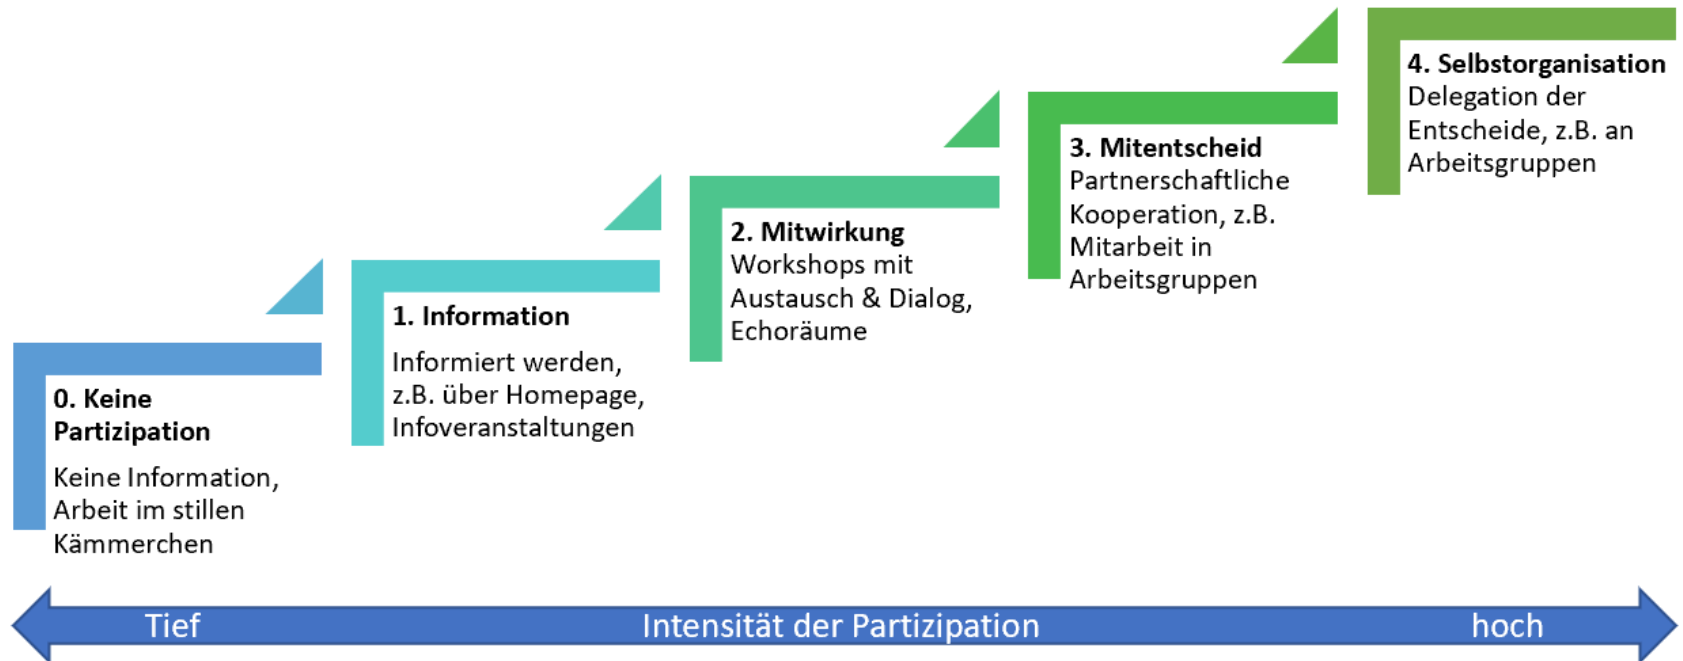 0. Keine
Partizipation
Keine Information,
Arbeit im stillen
Kämmerchen
1. Information
Informiert werden,
z.B. über Homepage,
Infoveranstaltungen
2. Mitwirkung
Workshops mit
Austausch & Dialog,
Echoräume
3. Mitentscheid
Partnerschaftliche
Kooperation, z.B.
Mitarbeit in
Arbeitsgruppen
4. Selbstorganisation
Delegation der
Entscheide, z.B. an
Arbeitsgruppen
Tief Intensität der Partizipation hoch